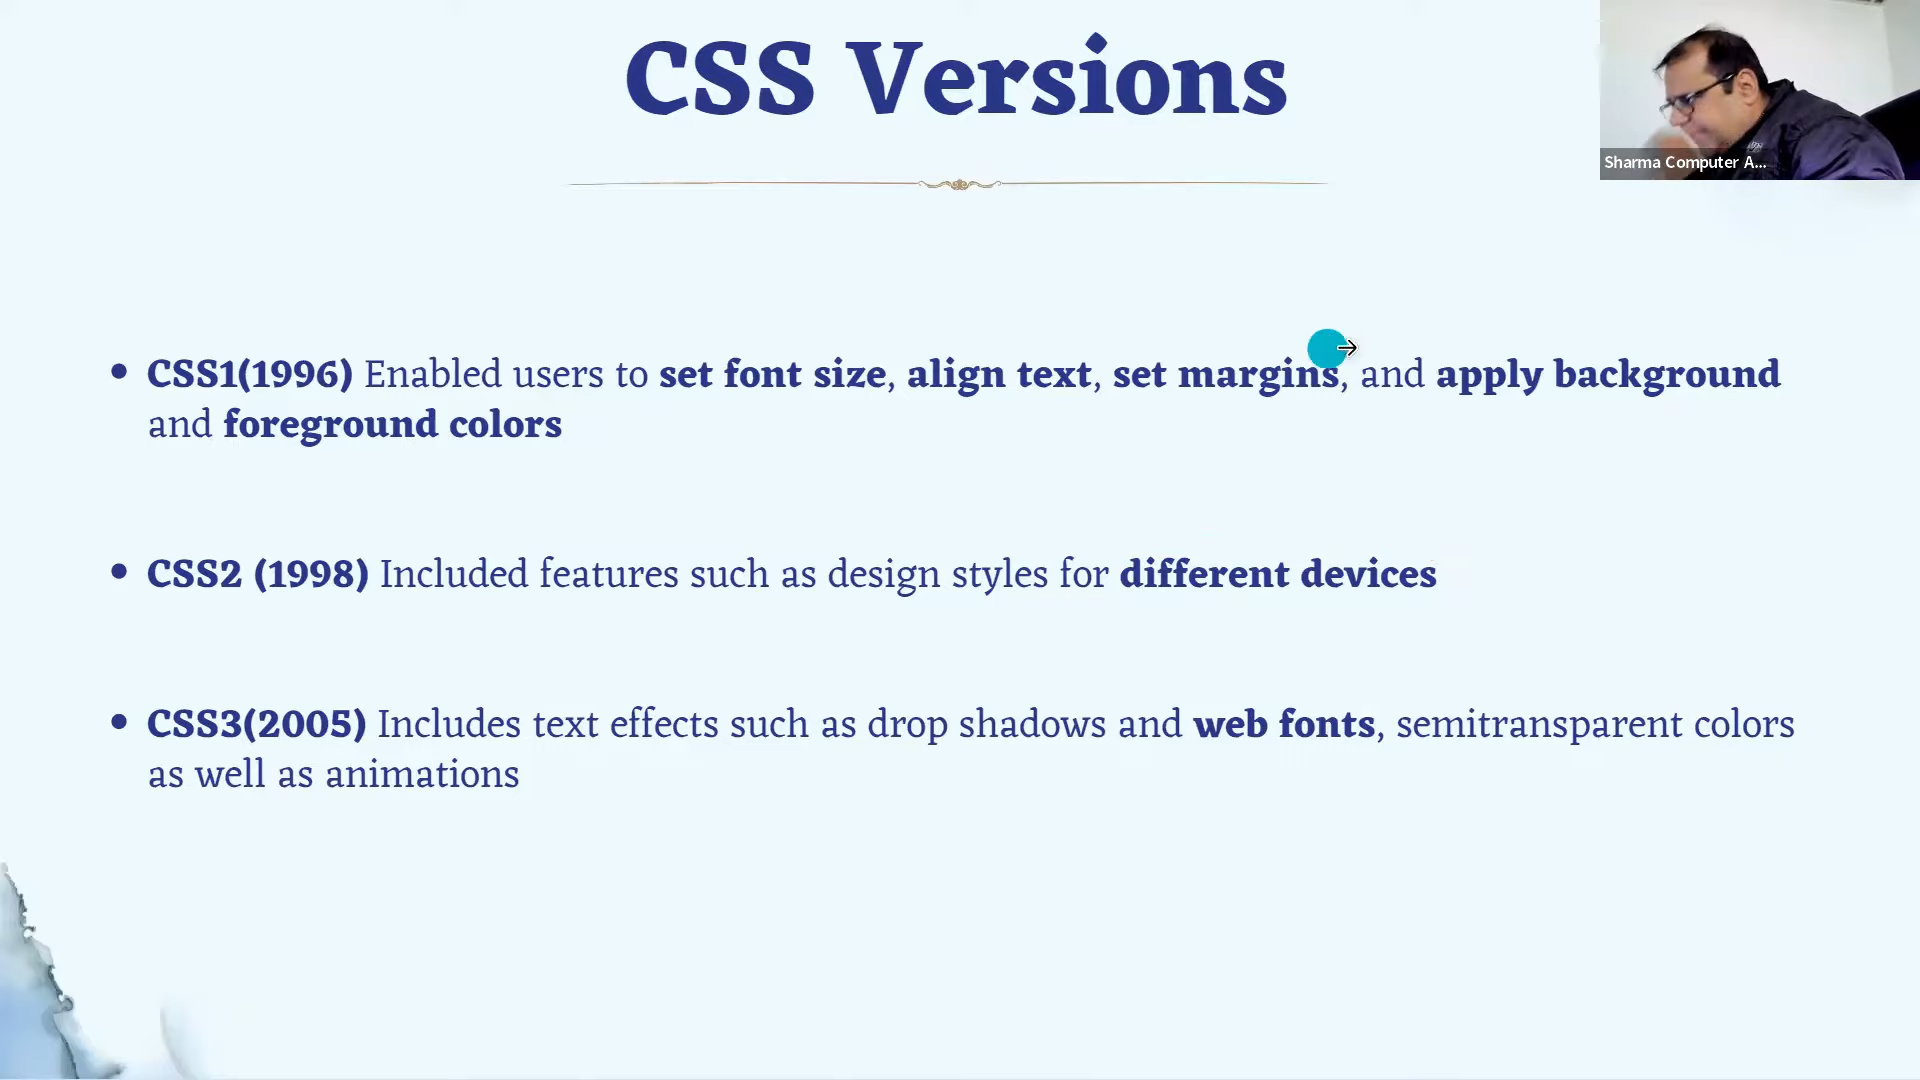 CSS Versions
Sharma Computer A...
• CSS1(1996) Enabled users to set font size, align text, set margins, and apply background
and foreground colors
• CSS2 (1998) Included features such as design styles for different devices
• CSS3(2005) Includes text effects such as drop shadows and web fonts, semitransparent colors
as well as animations